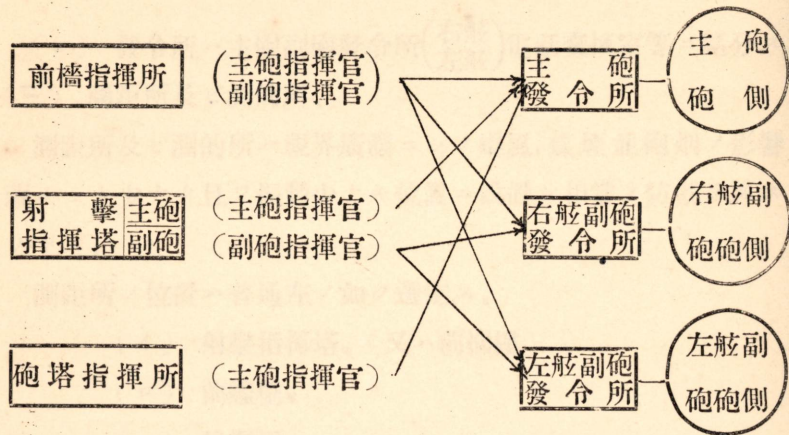 前檣指揮所
(主砲指揮官
副砲指揮官)
主砲
發令所
主砲
砲側
射擊
指揮塔
主砲
副砲
(主砲指揮官)
(副砲指揮官)
右舷副砲
發令所
右舷副
砲砲側
砲塔指揮所
(主砲指揮官)
左舷副砲
發令所
左舷副
砲砲側